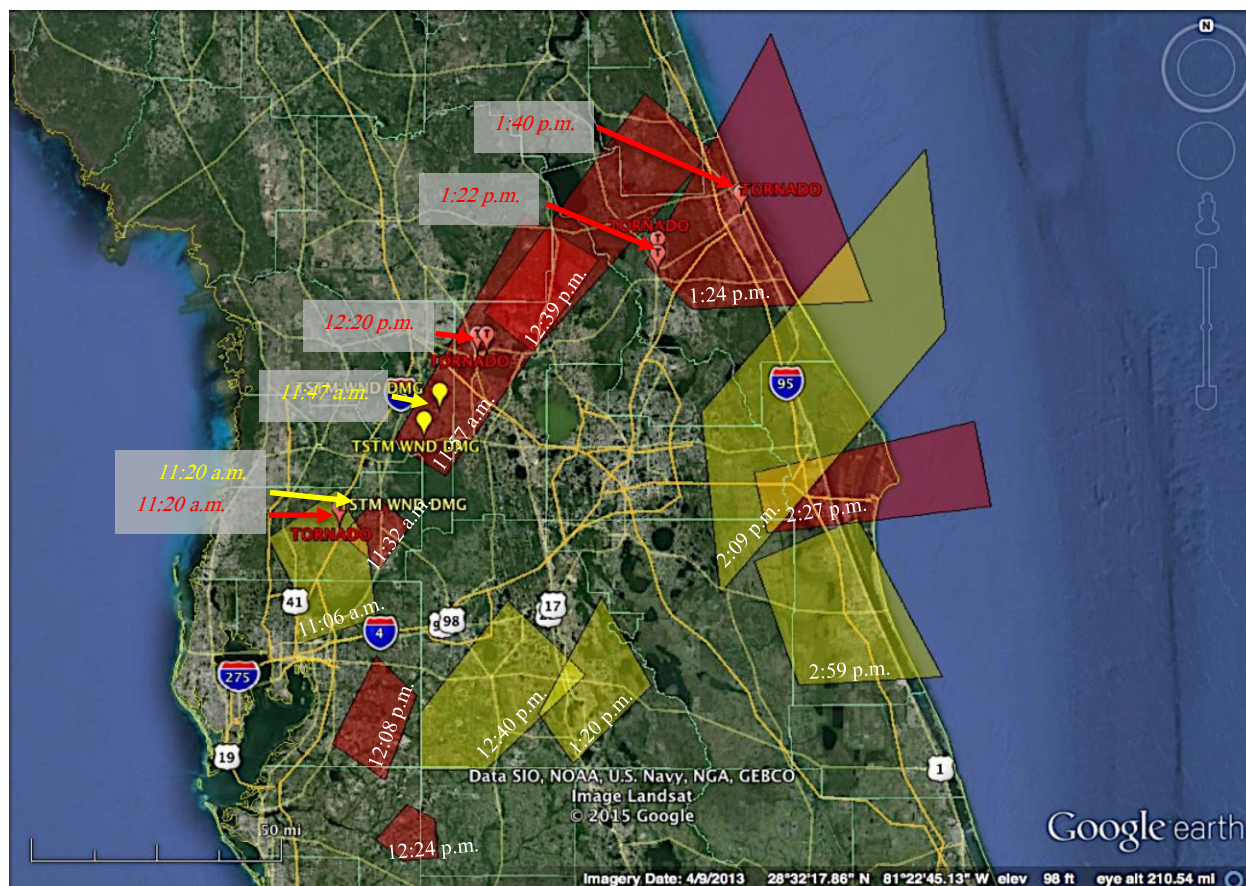 N
1:40 p.m.
TORNADO
1:22 p.m.
TORNADO
1:24 p.m.
12:39 p.m.
12:20 p.m.
TORNADO
TSTM WND DMG
11:47 a.m.
95
TSTM WND DMG
11:57 a.m.
11:20 a.m.
11:20 a.m.
TSTM WND DMG
TORNADO
11:32 a.m.
2:27 p.m.
2:09 p.m.
41
11:06 a.m.
4
98
17
275
2:59 p.m.
12:08 p.m.
12:40 p.m.
1:20 p.m.
19
1
Data SIO, NOAA, U.S. Navy, NGA, GEBCO
Image Landsat
© 2015 Google
50 mi
12:24 p.m.
Google earth
Imagery Date: 4/9/2013 28°32'17.86" N 81°22'45.13" W elev 98 ft eye alt 210.54 mi